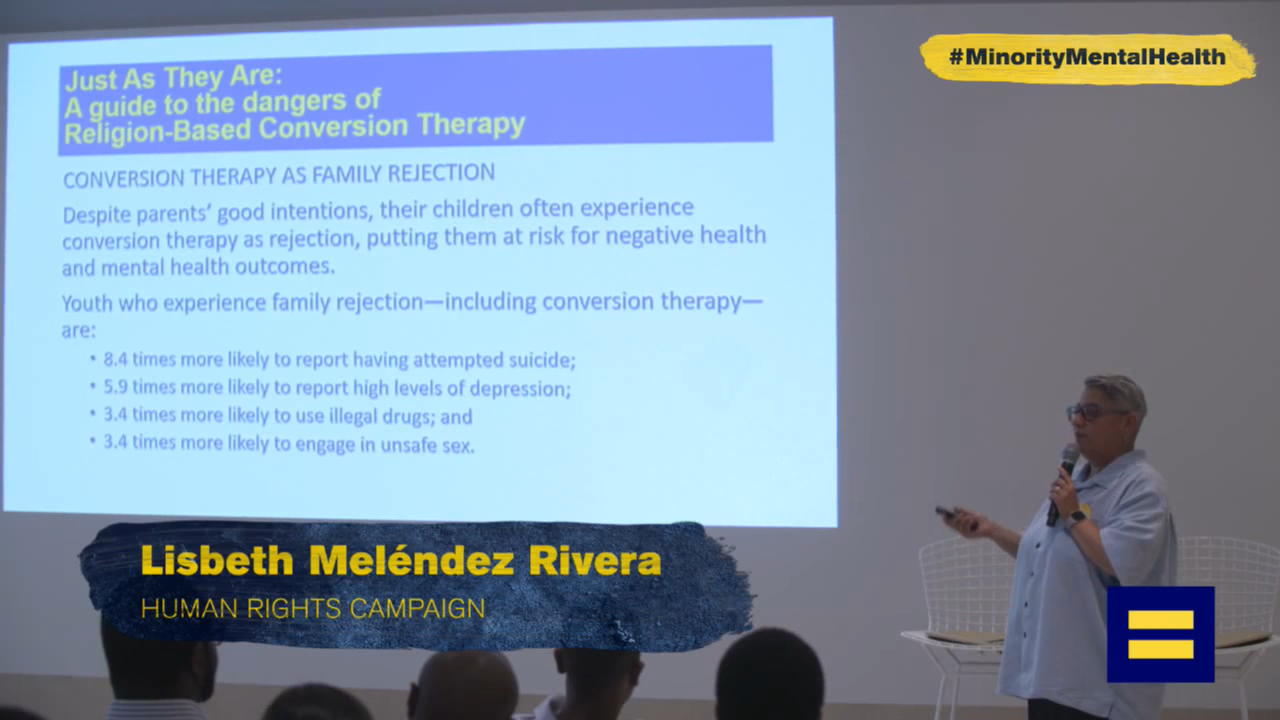 #MinorityMentalHealth
Just As They Are:
A guide to the dangers of
Religion-Based Conversion Therapy
CONVERSION THERAPY AS FAMILY REJECTION
Despite parents' good intentions, their children often experience
conversion therapy as rejection, putting them at risk for negative health
and mental health outcomes.
Youth who experience family rejection—including conversion therapy—
are:
• 8.4 times more likely to report having attempted suicide;
• 5.9 times more likely to report high levels of depression;
• 3.4 times more likely to use illegal drugs; and
• 3.4 times more likely to engage in unsafe sex.
Lisbeth Meléndez Rivera
HUMAN RIGHTS CAMPAIGN